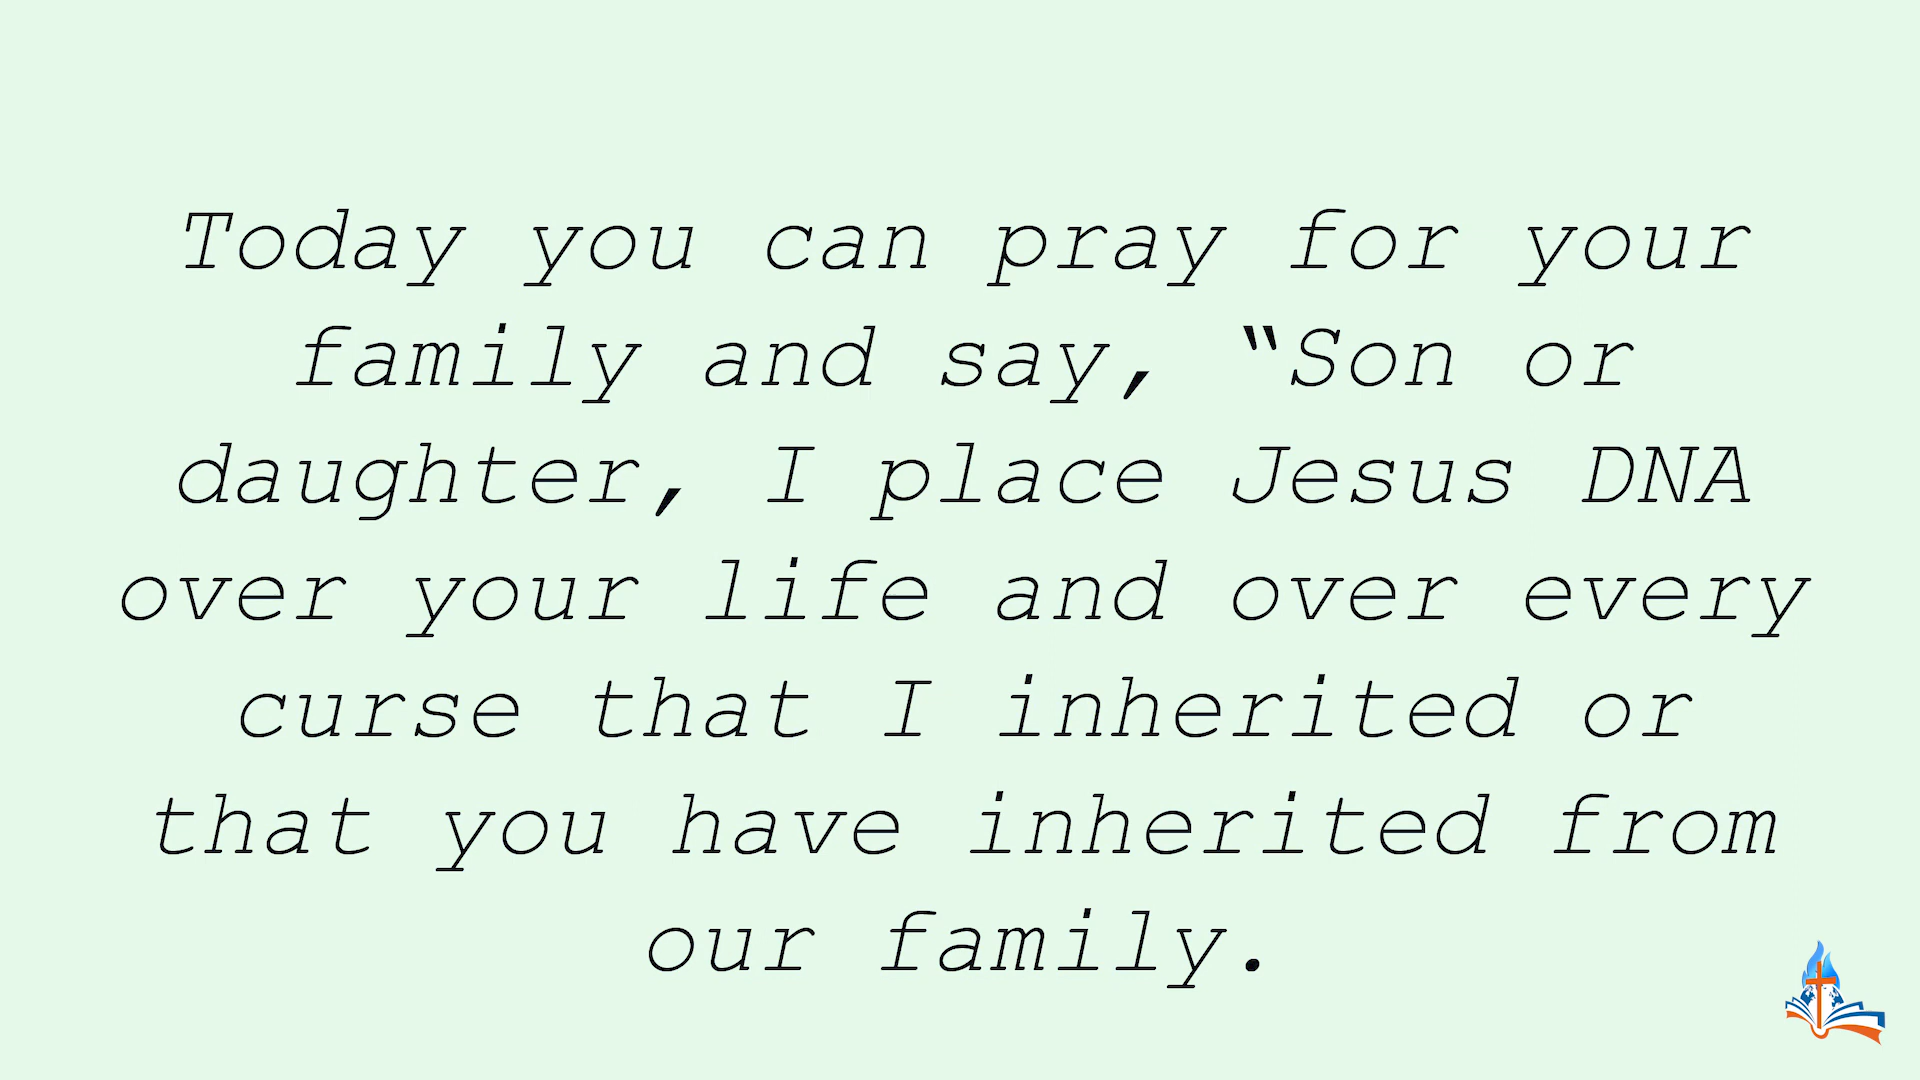 Today you can pray for your
family and say, “Son or
daughter, I place Jesus DNA
over your life and over every
curse that I inherited or
that you have inherited from
our family.